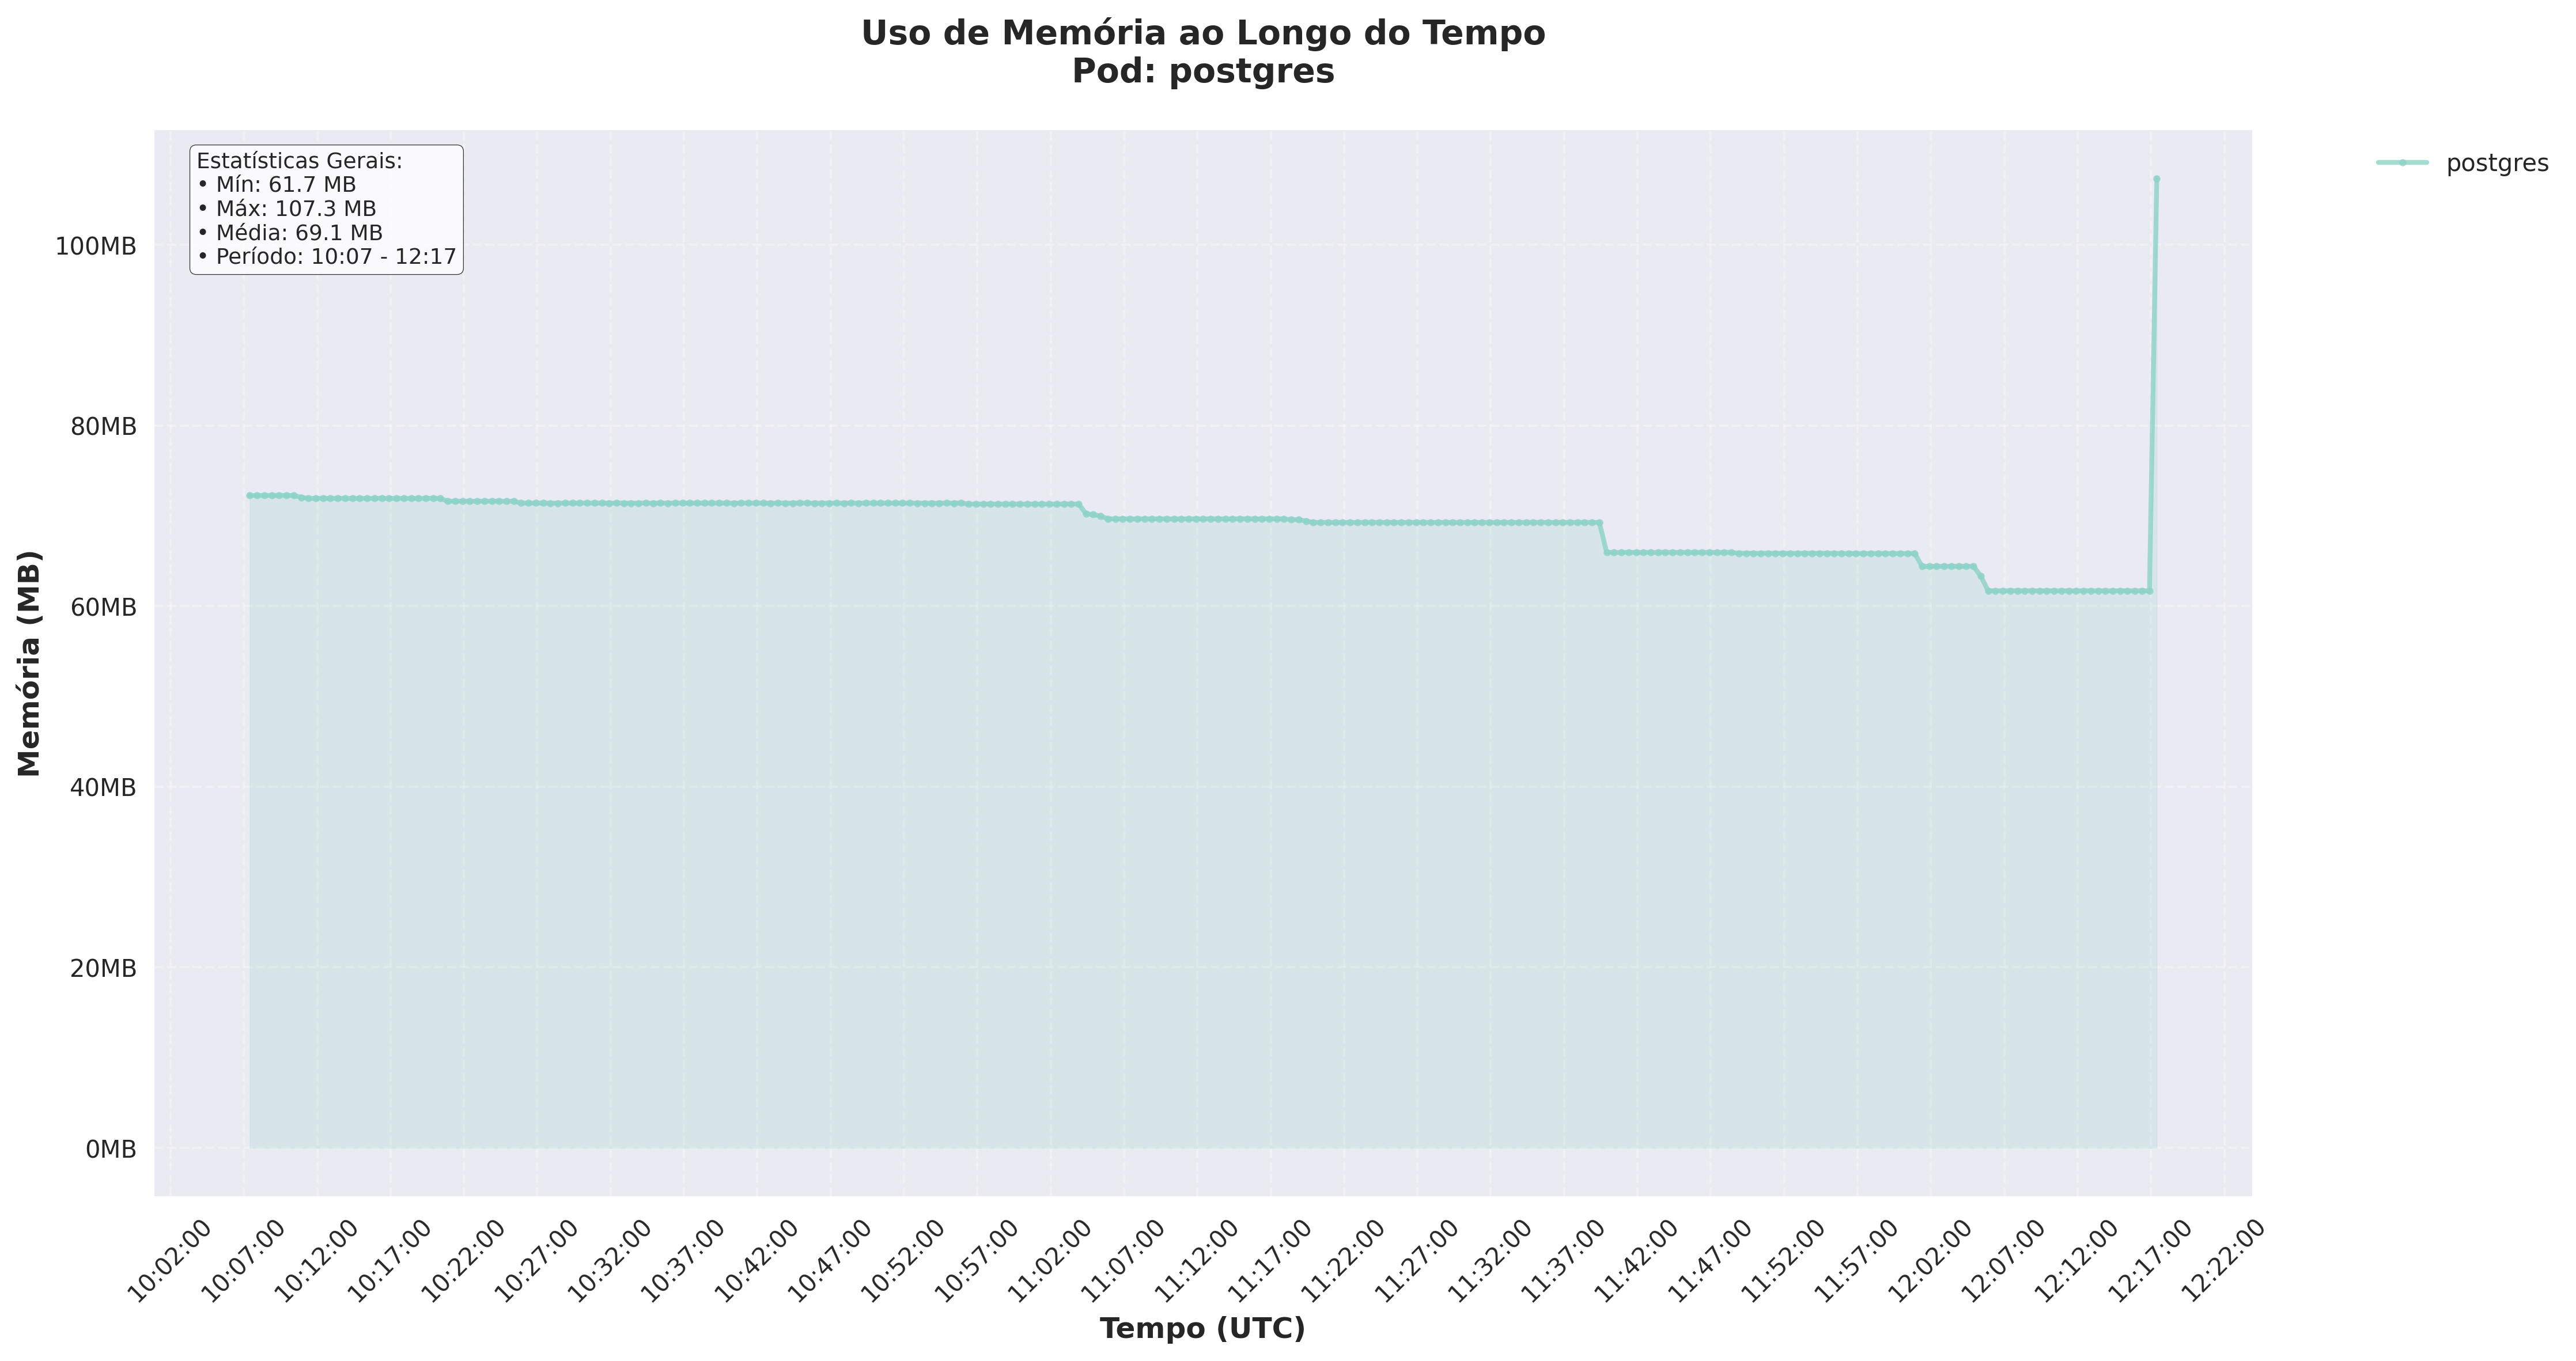 Uso de Memória ao Longo do Tempo
Pod: postgres
Estatísticas Gerais:
• Mín: 61.7 MB
• Máx: 107.3 MB
• Média: 69.1 MB
• Período: 10:07 - 12:17
postgres
Memória (MB)
100MB
80MB
60MB
40MB
20MB
0MB
10:02:00
10:07:00
10:12:00
10:17:00
10:22:00
10:27:00
10:32:00
10:37:00
10:42:00
10:47:00
10:52:00
10:57:00
11:02:00
11:07:00
11:12:00
11:17:00
11:22:00
11:27:00
11:32:00
11:37:00
11:42:00
11:47:00
11:52:00
11:57:00
12:02:00
12:07:00
12:12:00
12:17:00
12:22:00
Tempo (UTC)